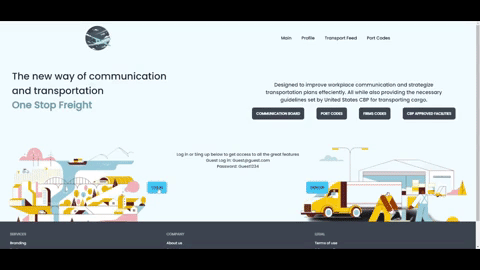 Main Profile Transport Feed Port Codes
The new way of communication
and transportation
One Stop Freight
Designed to improve workplace communication and strategize
transportation plans effeciently. All while also providing the necessary
guidelines set by United States CBP for transporting cargo.
COMMUNICATION BOARD PORT CODES FIRMS CODES CBP APPROVED FACILITIES
Log in or Sing up below to get access to all the great features
Guest Log In: Guest@guest.com
Password: Guest1234
LOG IN
SIGN UP
SERVICES COMPANY LEGAL
Branding About us Terms of use